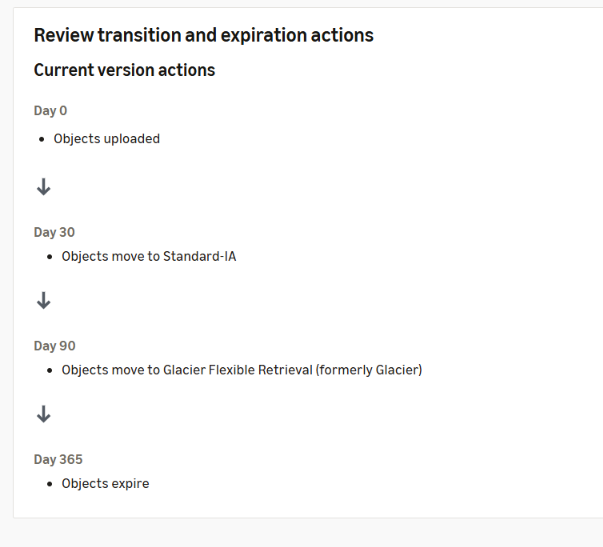 Review transition and expiration actions
Current version actions
Day 0
Objects uploaded
Day 30
Objects move to Standard-IA
Day 90
Objects move to Glacier Flexible Retrieval (formerly Glacier)
Day 365
Objects expire